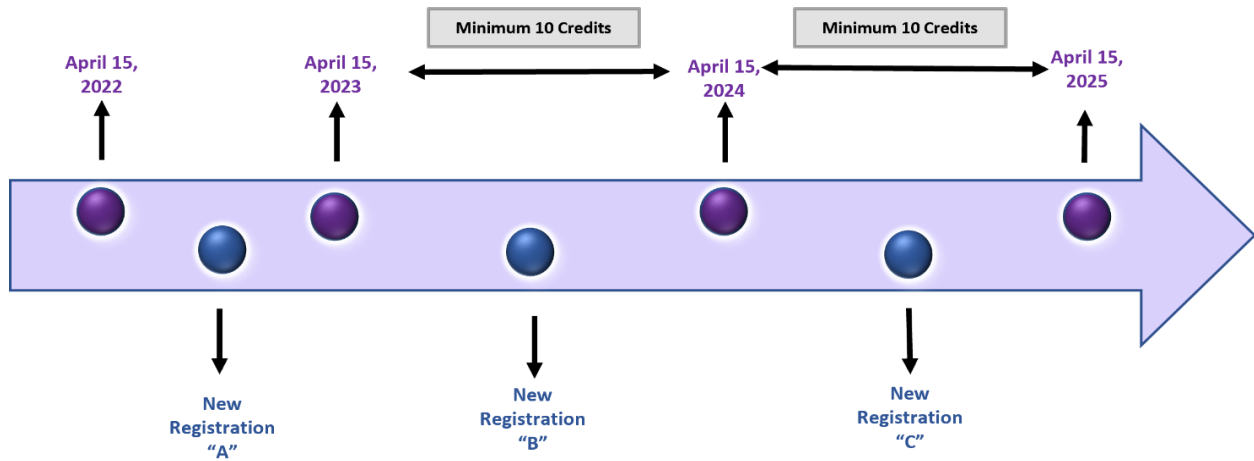 Minimum 10 Credits
Minimum 10 Credits
April 15,
2022
April 15,
2023
April 15,
2024
April 15,
2025
New
Registration
“A”
New
Registration
“B”
New
Registration
“C”